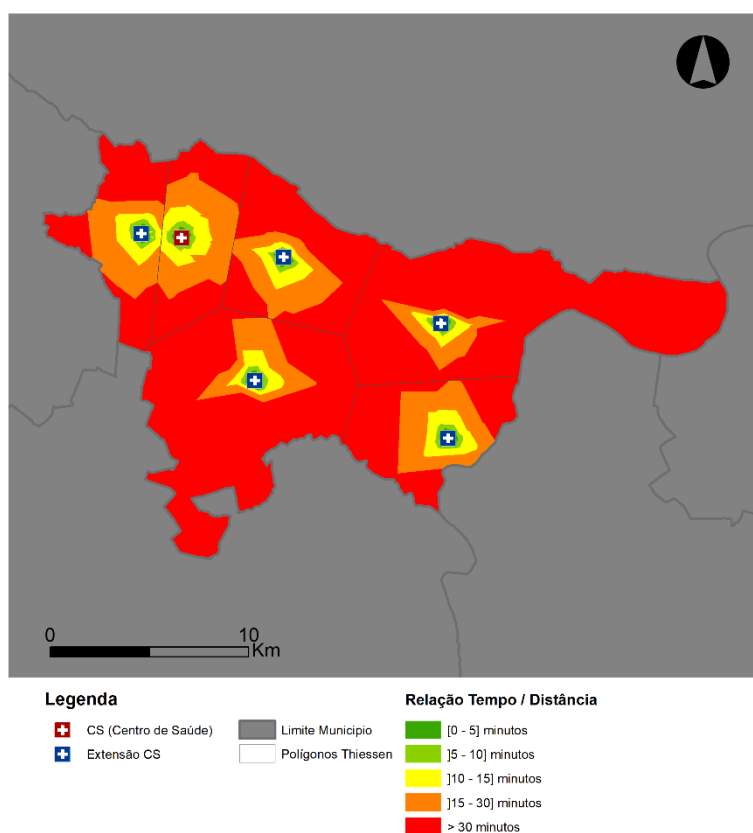 0 10
Km
Legenda
CS (Centro de Saúde)
Extensão CS
Limite Municipio
Polígonos Thiessen
Relação Tempo / Distância
[0 - 5] minutos
]5 - 10] minutos
]10 - 15] minutos
]15 - 30] minutos
> 30 minutos